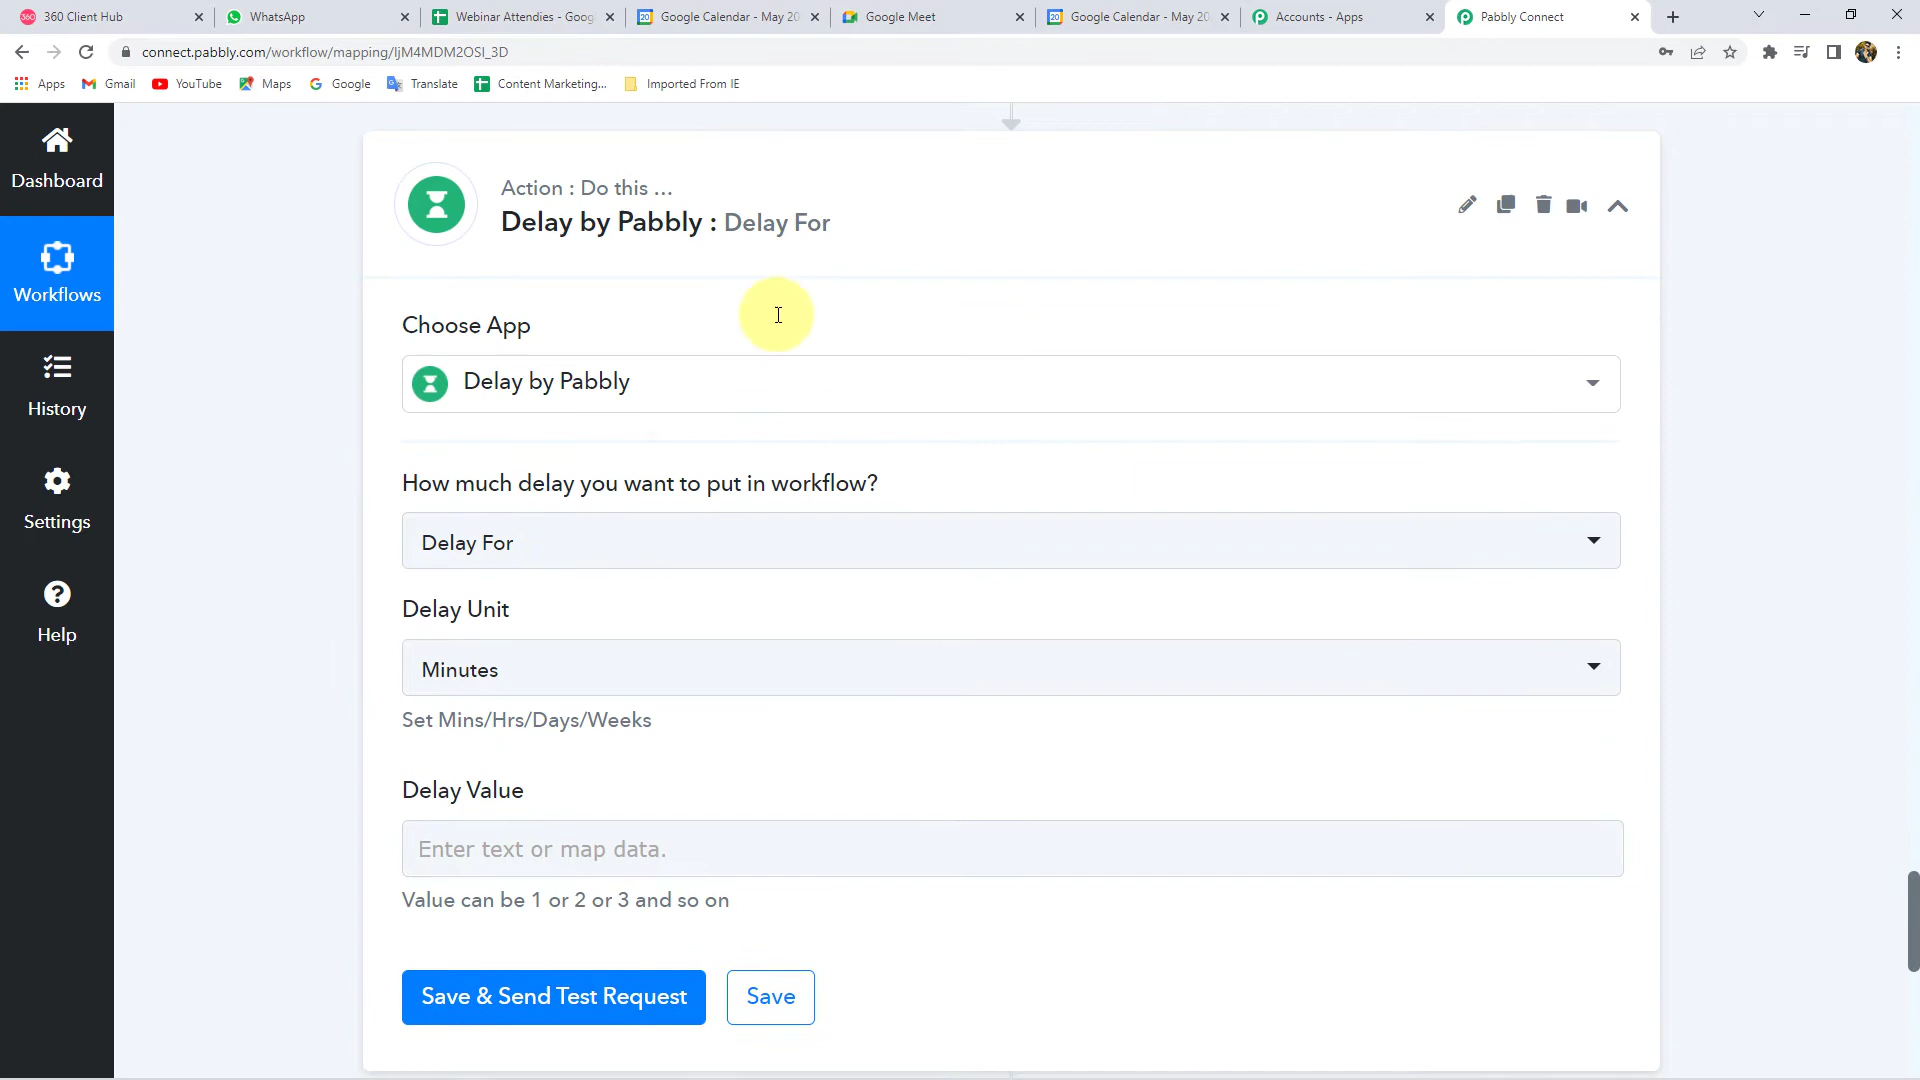 360 Client Hub
WhatsApp
Webinar Attendies - Goog
Google Calendar - May 20
Google Meet
Google Calendar - May 20
Accounts - Apps
Pabbly Connect
connect.pabbly.com/workflow/mapping/IjM4MDM2OSI_3D
Apps
Gmail
YouTube
Maps
Google
Translate
Content Marketing...
Imported From IE
Dashboard
Workflows
History
Settings
Help
Action : Do this ...
Delay by Pabbly : Delay For
Choose App
Delay by Pabbly
How much delay you want to put in workflow?
Delay For
Delay Unit
Minutes
Set Mins/Hrs/Days/Weeks
Delay Value
Enter text or map data.
Value can be 1 or 2 or 3 and so on
Save & Send Test Request
Save